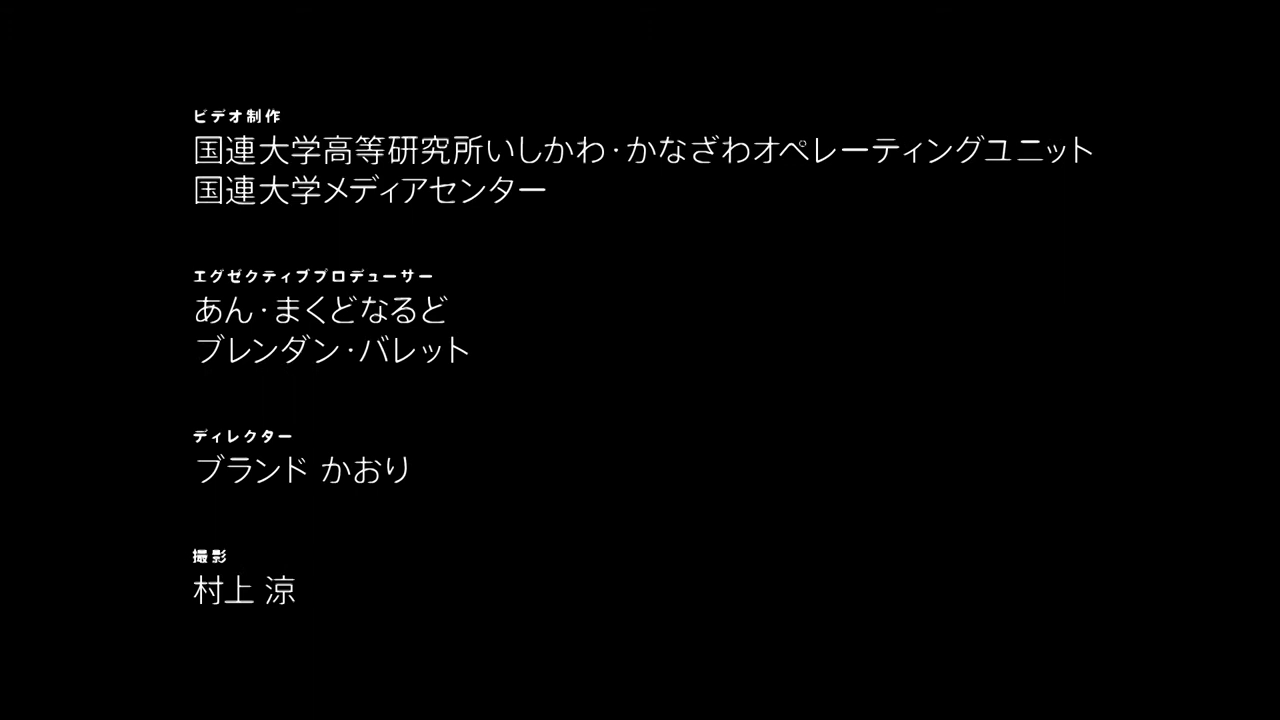 ビデオ制作
国連大学高等研究所いしかわ・かなざわオペレーティングユニット
国連大学メディアセンター
エグゼクティブプロデューサー
あん・まくどなるど
ブレンダン・バレット
ディレクター
ブランド かおり
撮影
村上 涼